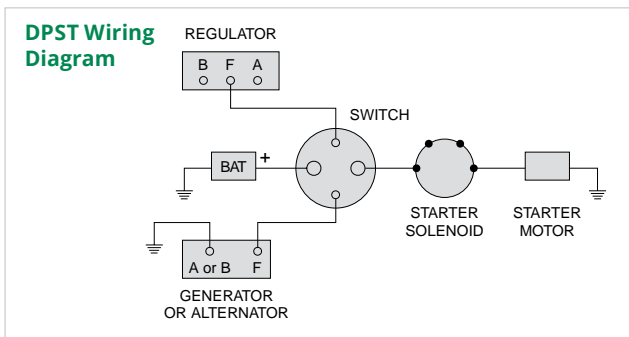 DPST Wiring
Diagram
REGULATOR
B F A
SWITCH
BAT +
STARTER
SOLENOID
STARTER
MOTOR
A or B F
GENERATOR
OR ALTERNATOR